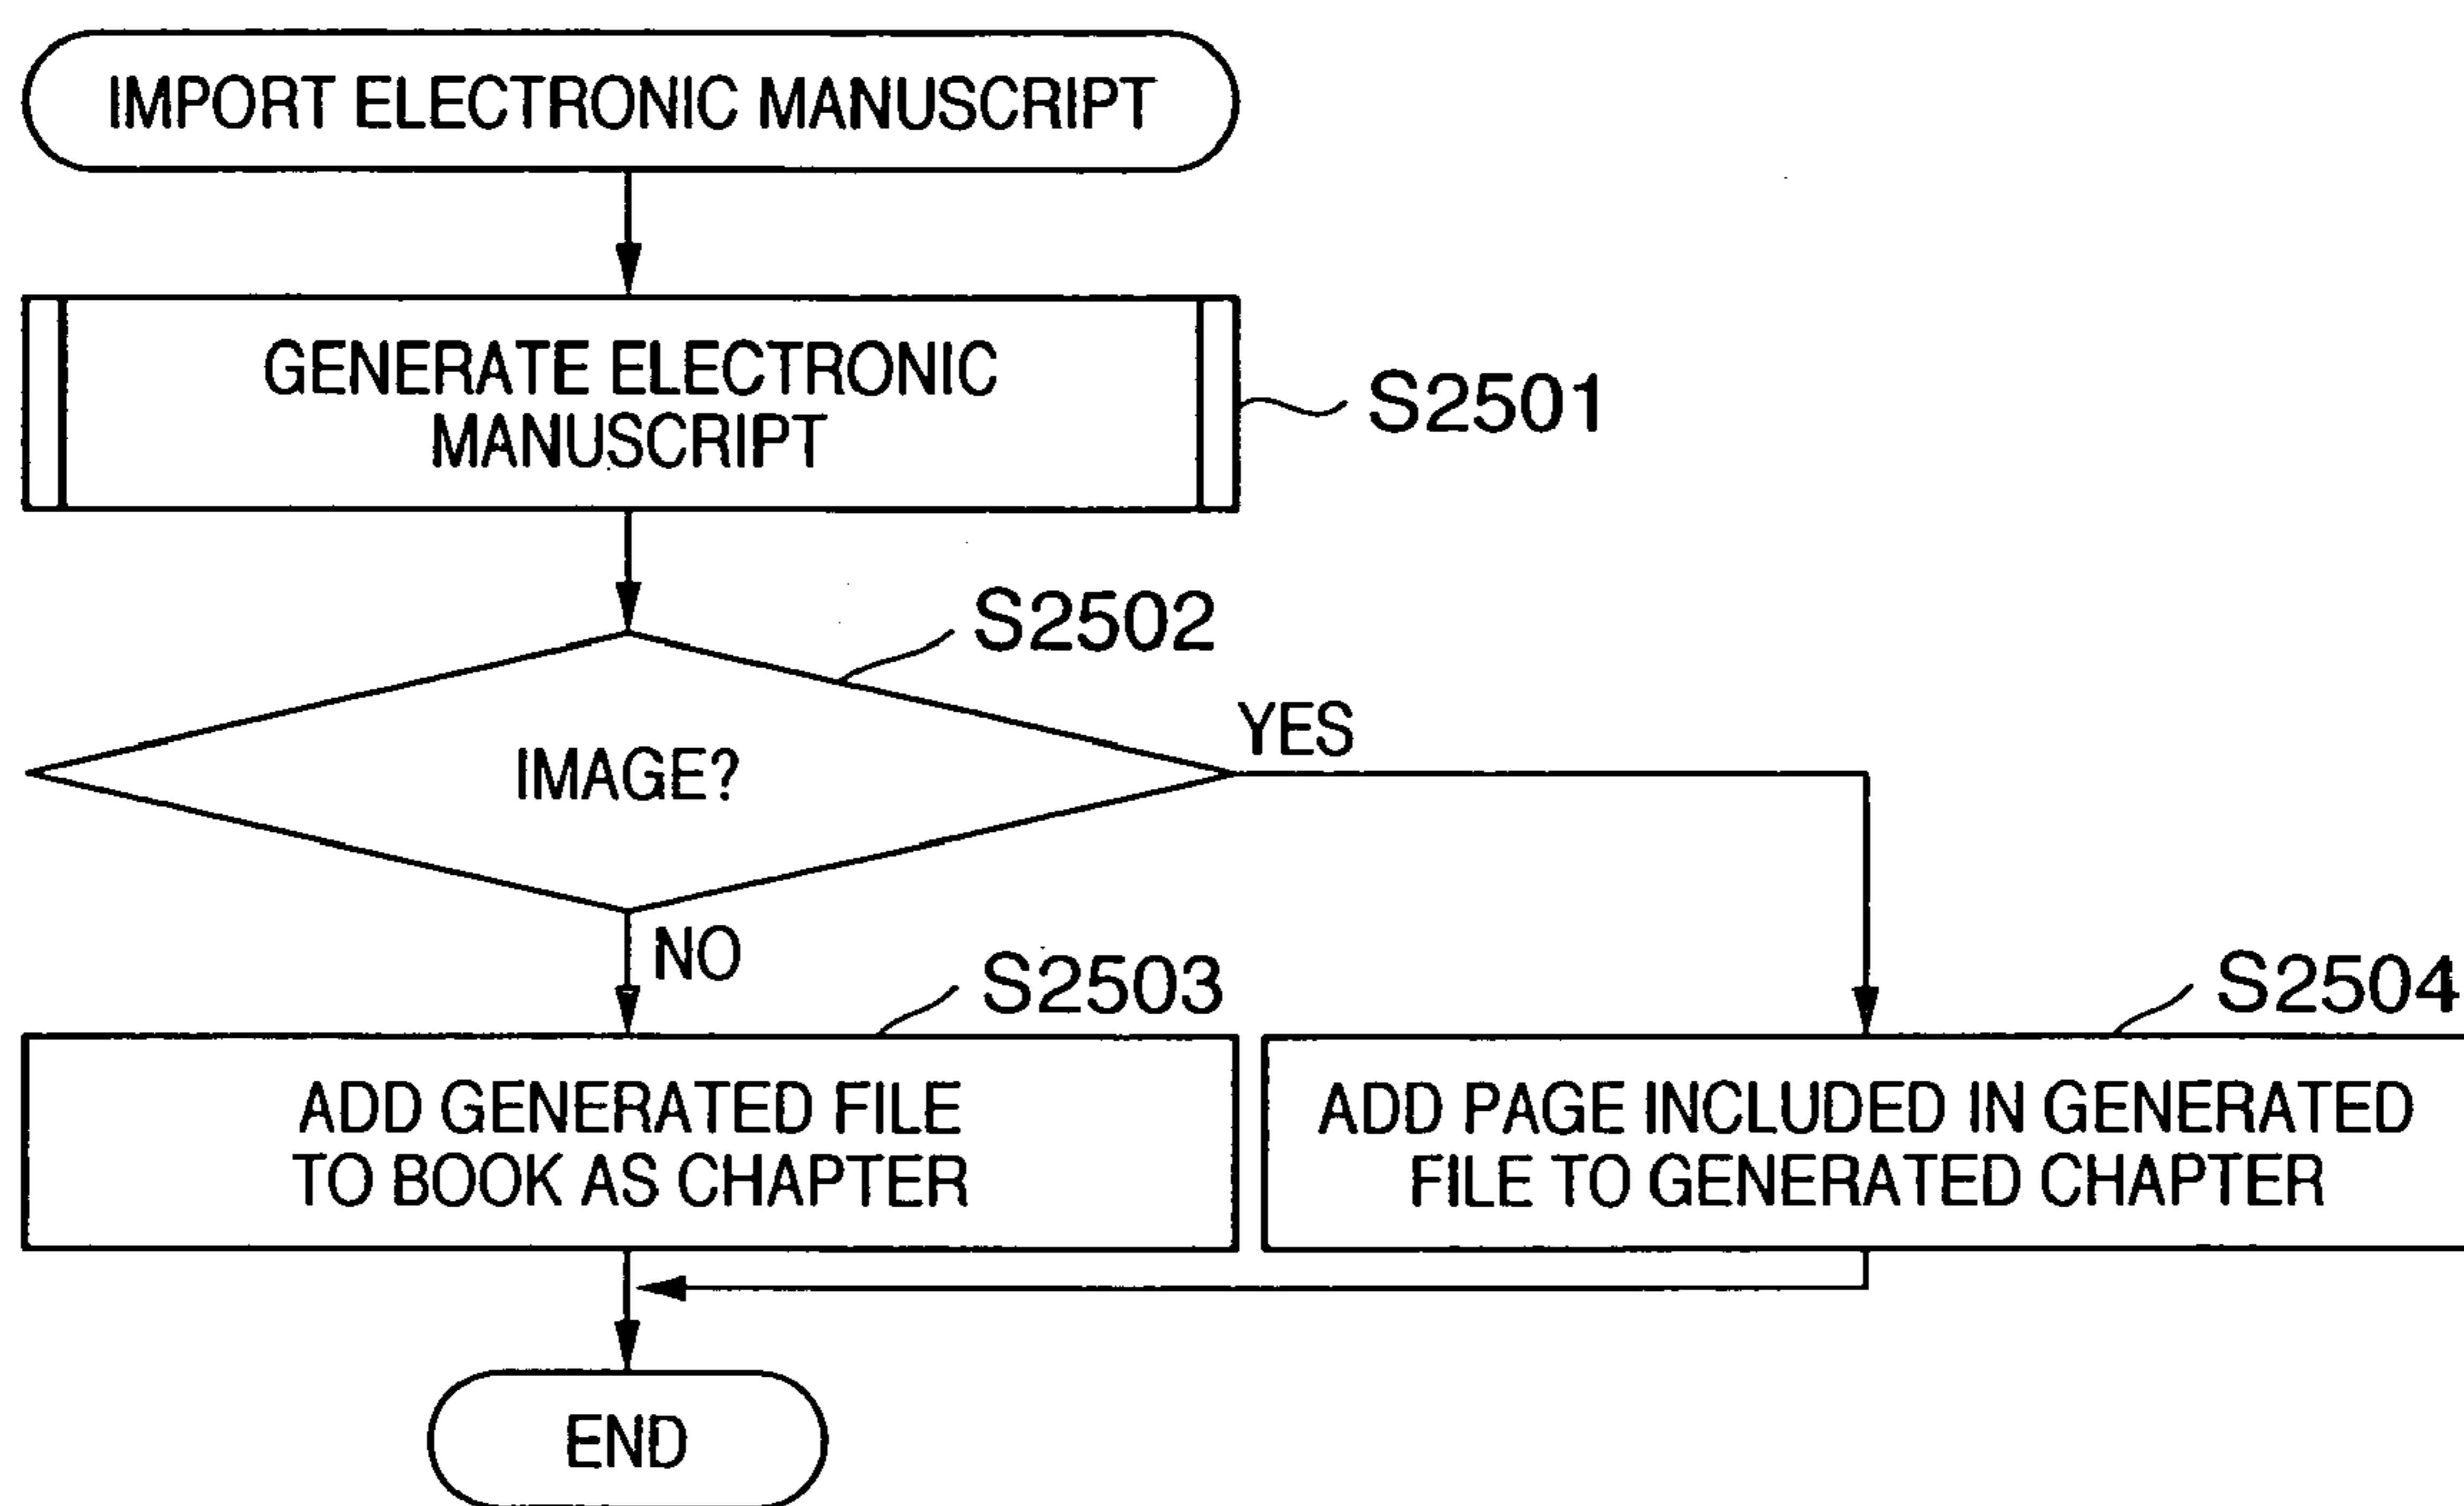 IMPORT ELECTRONIC MANUSCRIPT
GENERATE ELECTRONIC
MANUSCRIPT
S2501
S2502
IMAGE?
YES
NO
S2503
S2504
ADD GENERATED FILE
TO BOOK AS CHAPTER
ADD PAGE INCLUDED IN GENERATED
FILE TO GENERATED CHAPTER
END